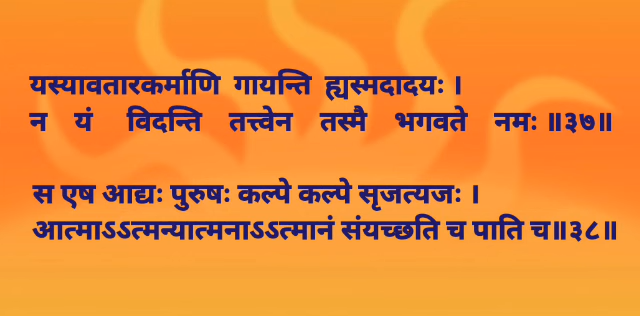 यस्यावतारकर्माणि गायन्ति ह्यस्मदादयः ।
न यं विदन्ति तत्त्वेन तस्मै भगवते नमः ॥३७॥
स एष आद्यः पुरुषः कल्पे कल्पे सृजत्यजः ।
आत्माऽऽत्मन्यात्मनाऽऽत्मानं संयच्छति च पाति च॥३८॥